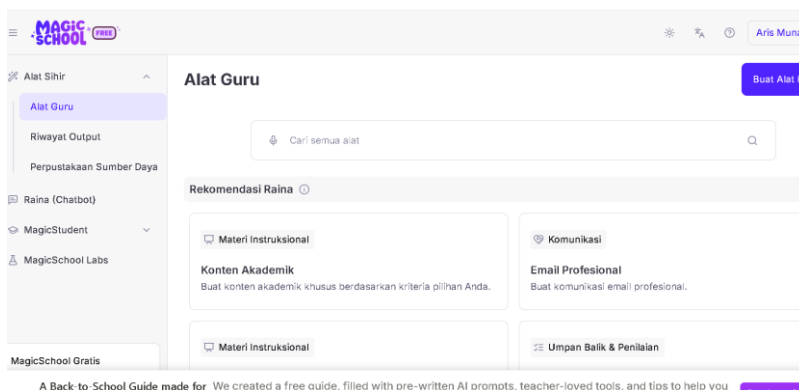 MAGIC SCHOOL FREE
Aris Muna
Alat Sihir
Alat Guru
Riwayat Output
Perpustakaan Sumber Daya
Raina (Chatbot)
MagicStudent
MagicSchool Labs
MagicSchool Gratis
Alat Guru
Buat Alat
Cari semua alat
Rekomendasi Raina
Materi Instruksional
Konten Akademik
Buat konten akademik khusus berdasarkan kriteria pilihan Anda.
Komunikasi
Email Profesional
Buat komunikasi email profesional.
Materi Instruksional
Umpan Balik & Penilaian
A Back-to-School Guide made for We created a free guide, filled with pre-written AI prompts, teacher-loved tools, and tips to help you